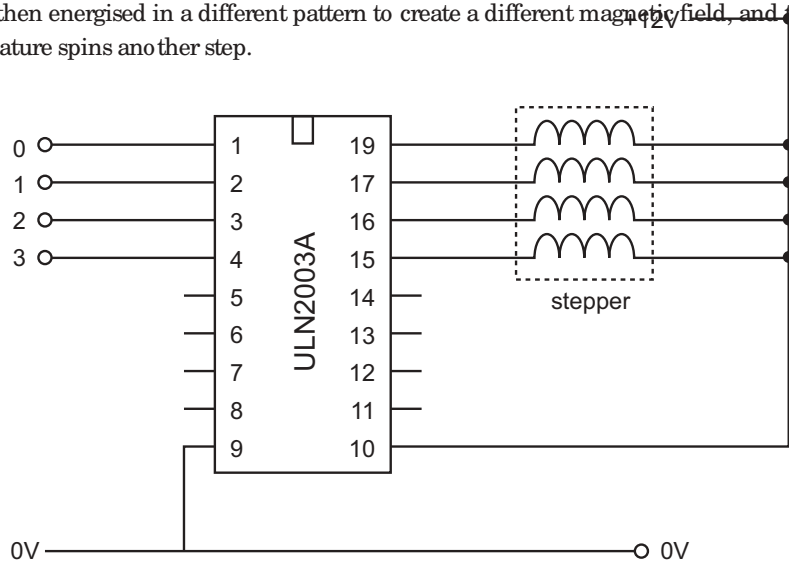 then energised in a different pattern to create a different magnetic field, and
+12V
ature spins another step.
0 1 19
1 2 17
2 3 16
3 4 15
ULN2003A
stepper
5 14
6 13
7 12
8 11
9 10
0V 0V